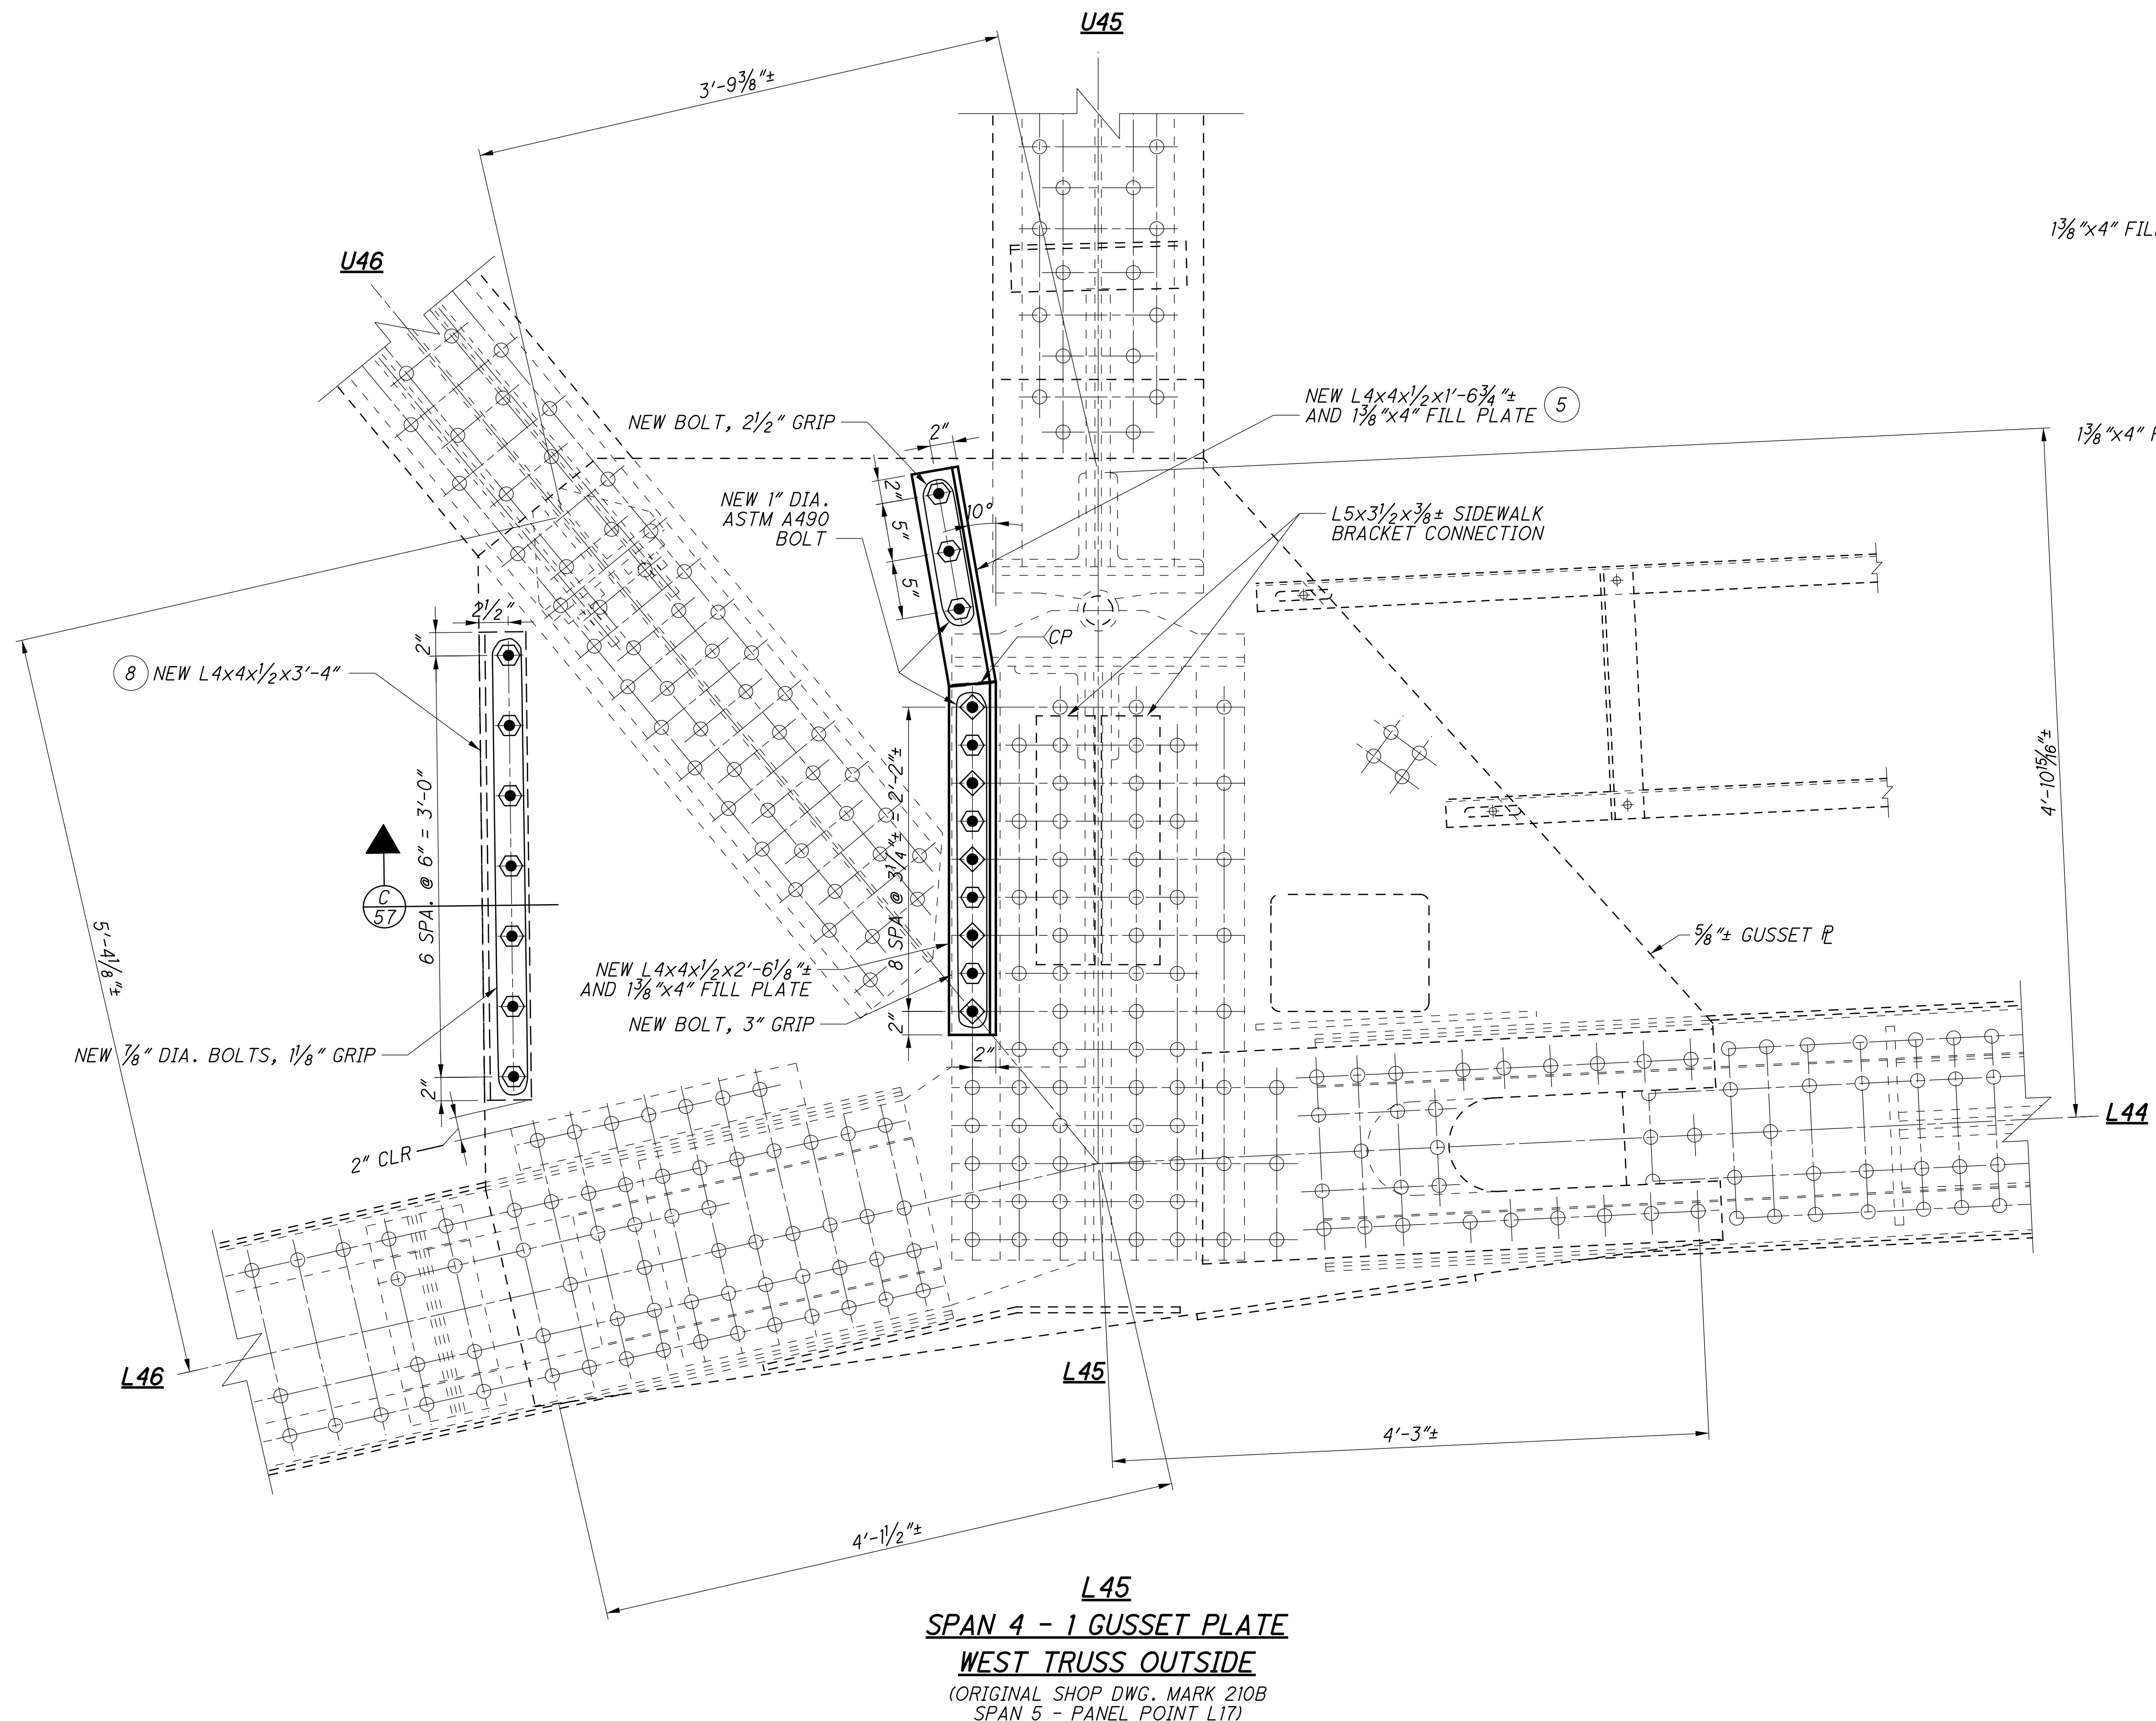 U45
3'-9⅜"±
1⅜"x4" FIL
U46
NEW L4x4x½x1'-6¾"±
AND 1⅜"x4" FILL PLATE
5
NEW BOLT, 2½" GRIP
2"
1⅜"x4"
2"
NEW 1" DIA.
ASTM A490
BOLT
5"
10°
L5x3½x⅜± SIDEWALK
BRACKET CONNECTION
5"
2½"
CP
2"
8
NEW L4x4x½x3'-4"
4'-10 15/16"±
6 SPA. @ 6" = 3'-0"
8 SPA @ 3¼"± = 2'-2"±
C
57
5'-4⅛"±
⅝"± GUSSET ⅊
NEW L4x4x½x2'-6⅛"±
AND 1⅜"x4" FILL PLATE
NEW BOLT, 3" GRIP
2"
2"
NEW ⅞" DIA. BOLTS, 1⅛" GRIP
2"
2" CLR
L44
L46
L45
4'-3"±
4'-1½"±
L45
SPAN 4 - 1 GUSSET PLATE
WEST TRUSS OUTSIDE
(ORIGINAL SHOP DWG. MARK 210B
SPAN 5 - PANEL POINT L17)